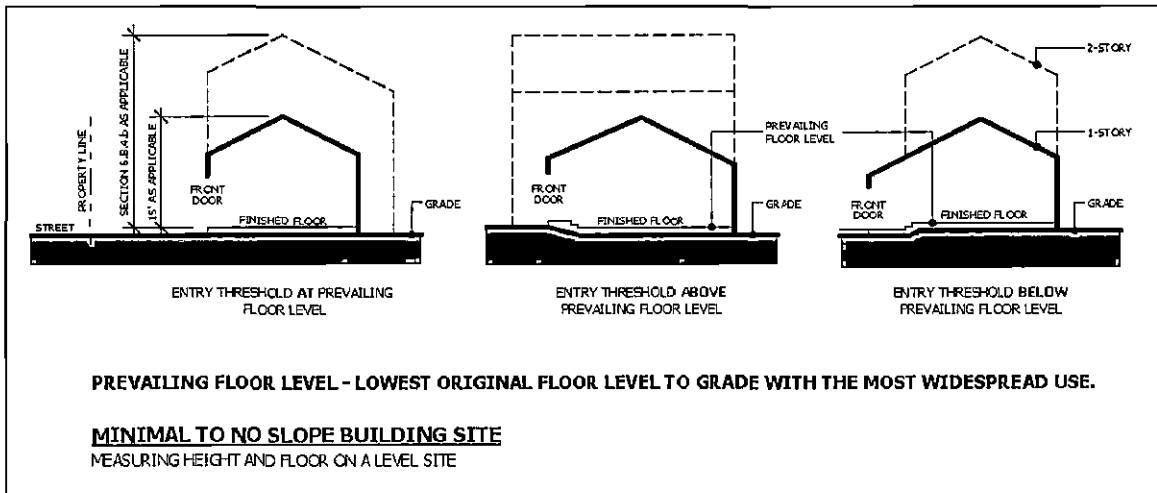 SECTION 6.B.4.b AS APPLICABLE
15' AS APPLICABLE
PROPERTY LINE
STREET
FRONT
DOOR
FINISHED FLOOR
GRADE
ENTRY THRESHOLD AT PREVAILING
FLOOR LEVEL
FRONT
DOOR
FINISHED FLOOR
PREVAILING
FLOOR LEVEL
GRADE
ENTRY THRESHOLD ABOVE
PREVAILING FLOOR LEVEL
2-STORY
1-STORY
FRONT
DOOR
FINISHED FLOOR
GRADE
ENTRY THRESHOLD BELOW
PREVAILING FLOOR LEVEL
PREVAILING FLOOR LEVEL - LOWEST ORIGINAL FLOOR LEVEL TO GRADE WITH THE MOST WIDESPREAD USE.
MINIMAL TO NO SLOPE BUILDING SITE
MEASURING HEIGHT AND FLOOR ON A LEVEL SITE